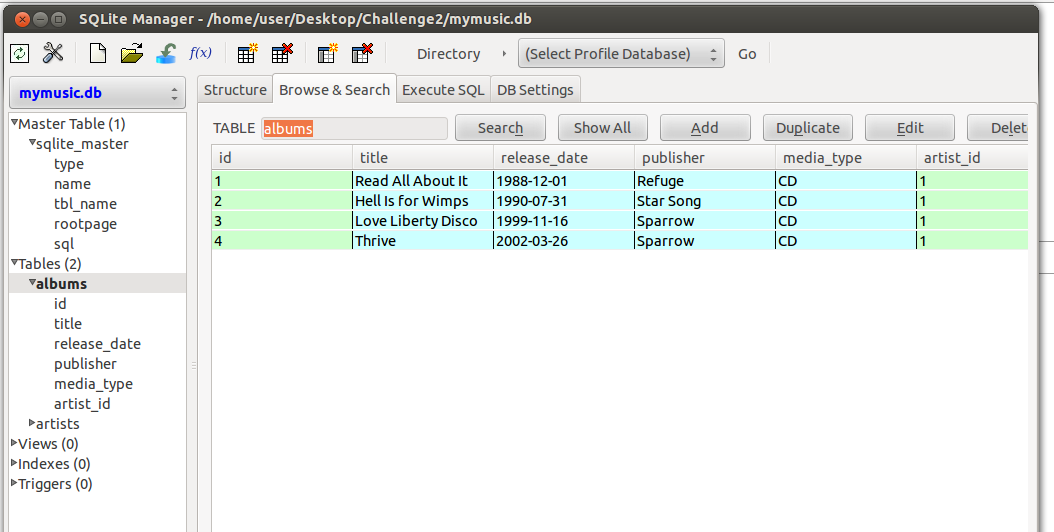 SQLite Manager - /home/user/Desktop/Challenge2/mymusic.db
f(x) Directory (Select Profile Database) Go
mymusic.db
Structure Browse & Search Execute SQL DB Settings
Master Table (1)
sqlite_master
type
name
tbl_name
rootpage
sql
Tables (2)
albums
id
title
release_date
publisher
media_type
artist_id
artists
Views (0)
Indexes (0)
Triggers (0)
TABLE albums Search Show All Add Duplicate Edit Delet
id title release_date publisher media_type artist_id
1 Read All About It 1988-12-01 Refuge CD 1
2 Hell Is for Wimps 1990-07-31 Star Song CD 1
3 Love Liberty Disco 1999-11-16 Sparrow CD 1
4 Thrive 2002-03-26 Sparrow CD 1